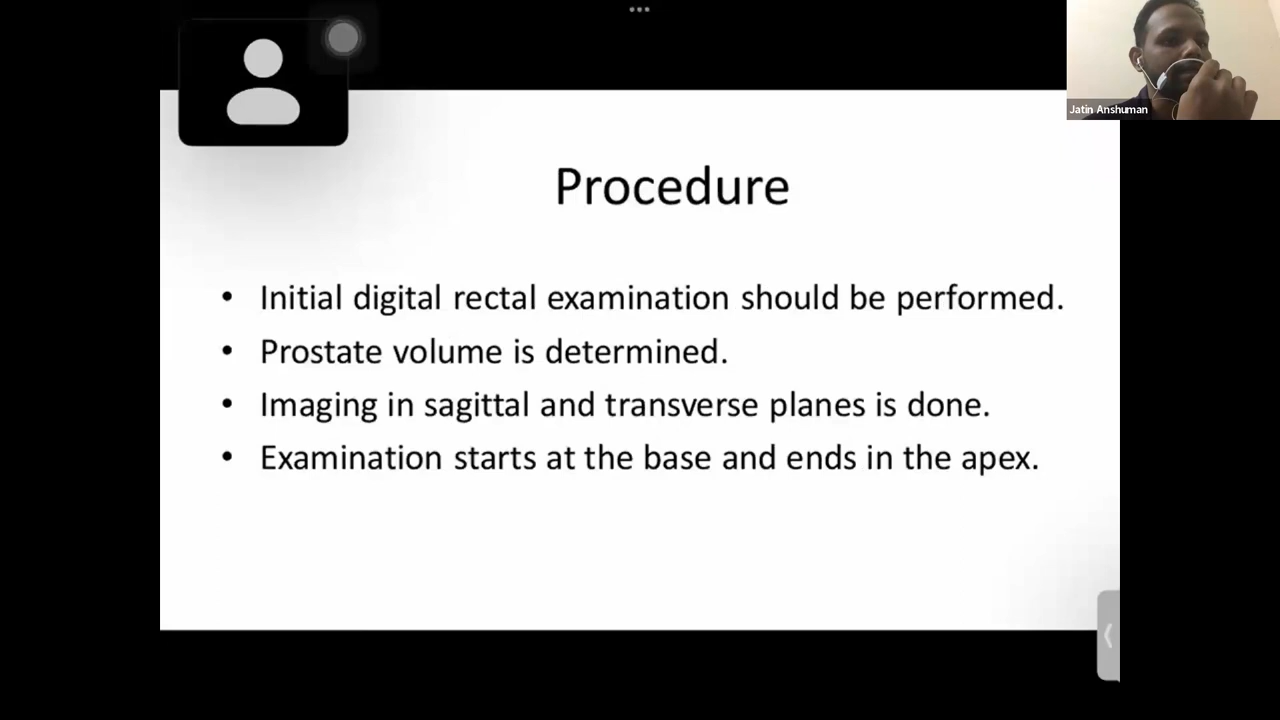 Jatin Anshuman
Procedure
• Initial digital rectal examination should be performed.
• Prostate volume is determined.
• Imaging in sagittal and transverse planes is done.
• Examination starts at the base and ends in the apex.